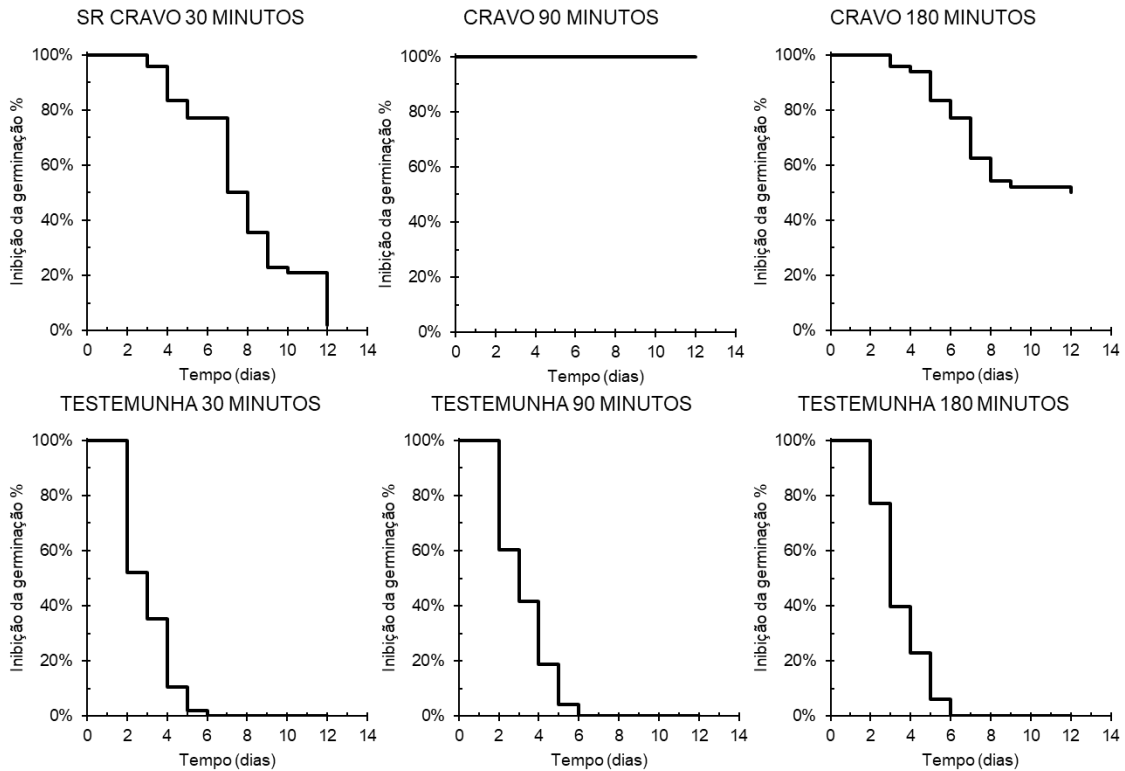 SR CRAVO 30 MINUTOS
CRAVO 90 MINUTOS
CRAVO 180 MINUTOS
Inibição da germinação %
100%
80%
60%
40%
20%
0%
0 2 4 6 8 10 12 14
Tempo (dias)
Inibição da germinação %
100%
80%
60%
40%
20%
0%
0 2 4 6 8 10 12 14
Tempo (dias)
Inibição da germinação %
100%
80%
60%
40%
20%
0%
0 2 4 6 8 10 12 14
Tempo (dias)
TESTEMUNHA 30 MINUTOS
TESTEMUNHA 90 MINUTOS
TESTEMUNHA 180 MINUTOS
Inibição da germinação %
100%
80%
60%
40%
20%
0%
0 2 4 6 8 10 12 14
Tempo (dias)
Inibição da germinação %
100%
80%
60%
40%
20%
0%
0 2 4 6 8 10 12 14
Tempo (dias)
Inibição da germinação %
100%
80%
60%
40%
20%
0%
0 2 4 6 8 10 12 14
Tempo (dias)